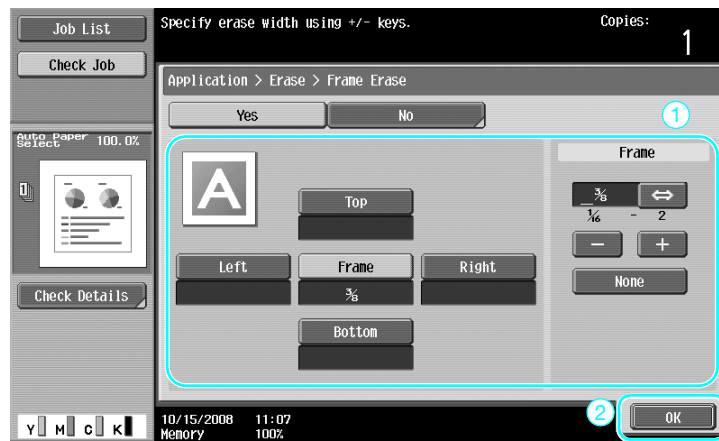 Job List
Specify erase width using +/- keys.
Copies:
1
Check Job
Application > Erase > Frame Erase
Yes
No
1
Auto Paper
Select
100.0%
Frame
A
Top
⅜
⇔
1/16 - 2
− +
Left
Frame
Right
None
⅜
Check Details
Bottom
2
OK
Y M C K
10/15/2008 11:07
Memory 100%